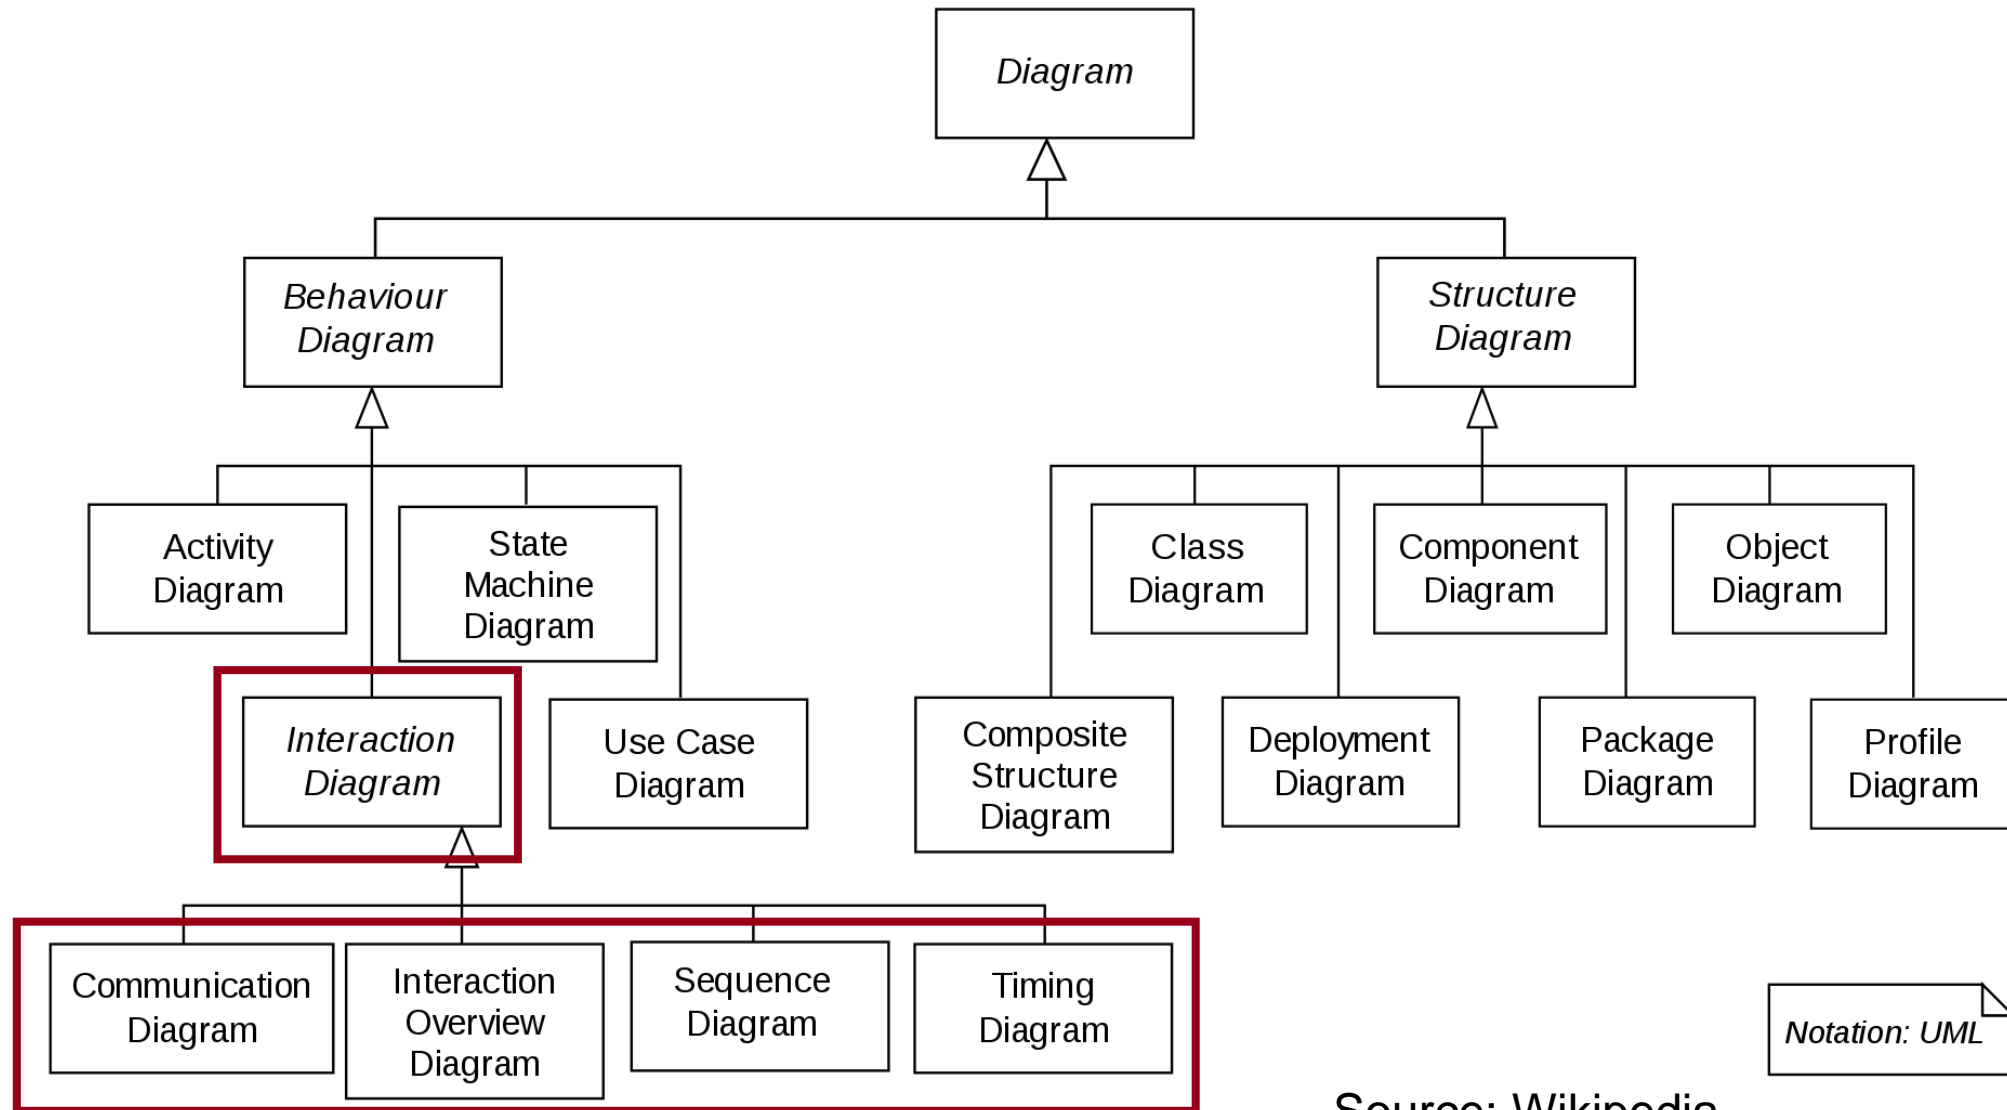 Diagram
Behaviour
Diagram
Structure
Diagram
Activity
Diagram
State
Machine
Diagram
Class
Diagram
Component
Diagram
Object
Diagram
Interaction
Diagram
Use Case
Diagram
Composite
Structure
Diagram
Deployment
Diagram
Package
Diagram
Profile
Diagram
Communication
Diagram
Interaction
Overview
Diagram
Sequence
Diagram
Timing
Diagram
Notation: UML
Source: Wikipedia